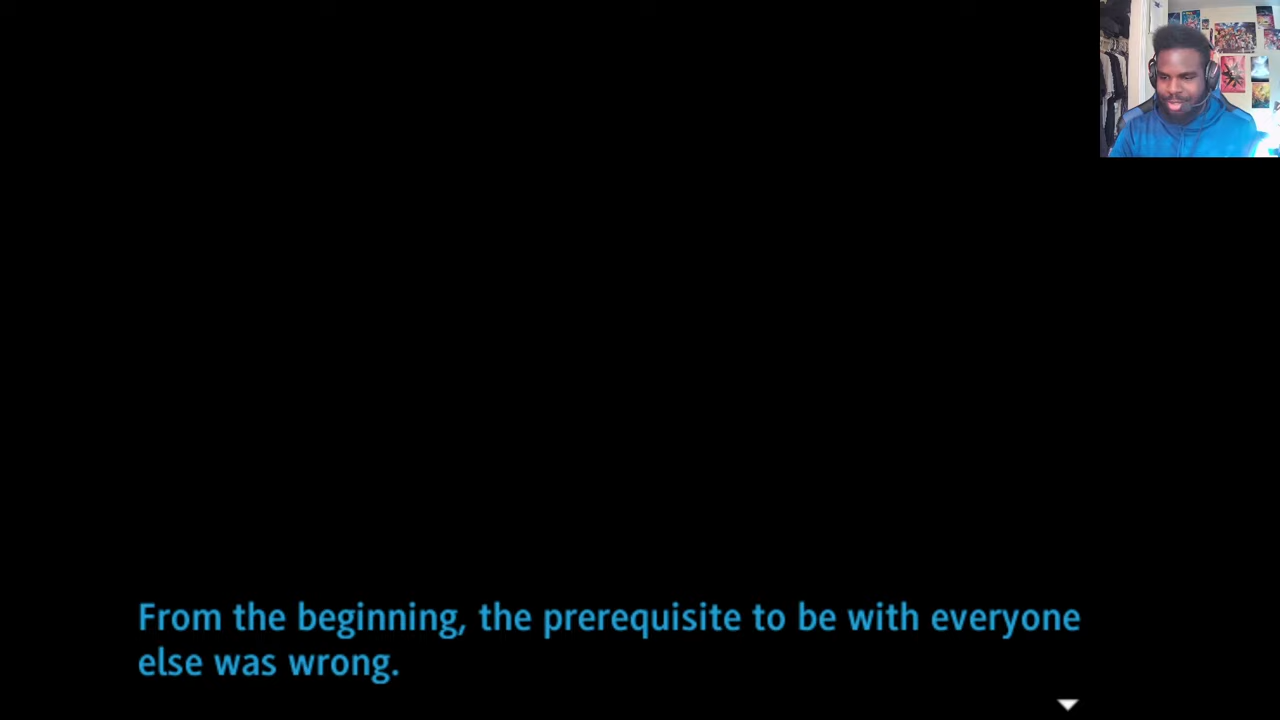 From the beginning, the prerequisite to be with everyone
else was wrong.